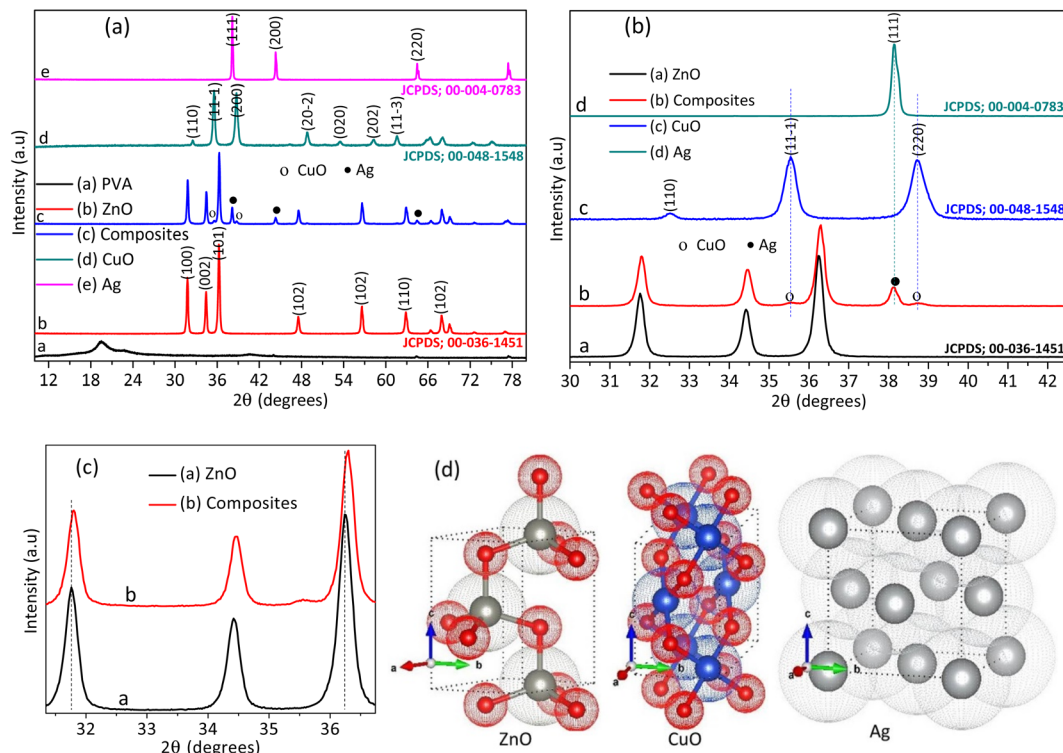 (a)
(111)
(200)
(220)
e
JCPDS; 00-004-0783
(110)
(11-1)
(200)
(20-2)
(020)
(202)
(11-3)
d
JCPDS; 00-048-1548
o CuO ● Ag
(a) PVA
(b) ZnO
(c) Composites
(d) CuO
(e) Ag
c
o
●
o
●
●
(100)
(002)
(101)
(102)
(102)
(110)
(102)
b
JCPDS; 00-036-1451
a
12 18 24 30 36 42 48 54 60 66 72 78
2θ (degrees)
Intensity (a.u)
(b)
(111)
(a) ZnO
(b) Composites
(c) CuO
(d) Ag
d
JCPDS; 00-004-0783
(110)
(11-1)
(220)
c
JCPDS; 00-048-1548
o CuO ● Ag
b
o
●
o
a
JCPDS; 00-036-1451
30 31 32 33 34 35 36 37 38 39 40 41 42
2θ (degrees)
Intensity (a.u)
(c)
(a) ZnO
(b) Composites
b
a
32 33 34 35 36
2θ (degrees)
Intensity (a.u)
(d)
c
a
b
ZnO
c
a
b
CuO
c
a
b
Ag